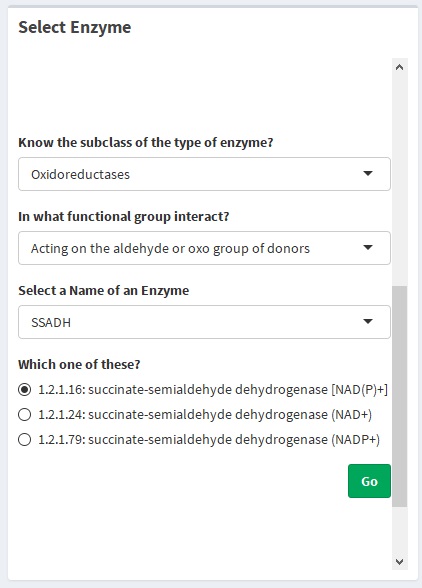 Select Enzyme
Know the subclass of the type of enzyme?
Oxidoreductases
In what functional group interact?
Acting on the aldehyde or oxo group of donors
Select a Name of an Enzyme
SSADH
Which one of these?
1.2.1.16: succinate-semialdehyde dehydrogenase [NAD(P)+]
1.2.1.24: succinate-semialdehyde dehydrogenase (NAD+)
1.2.1.79: succinate-semialdehyde dehydrogenase (NADP+)
Go